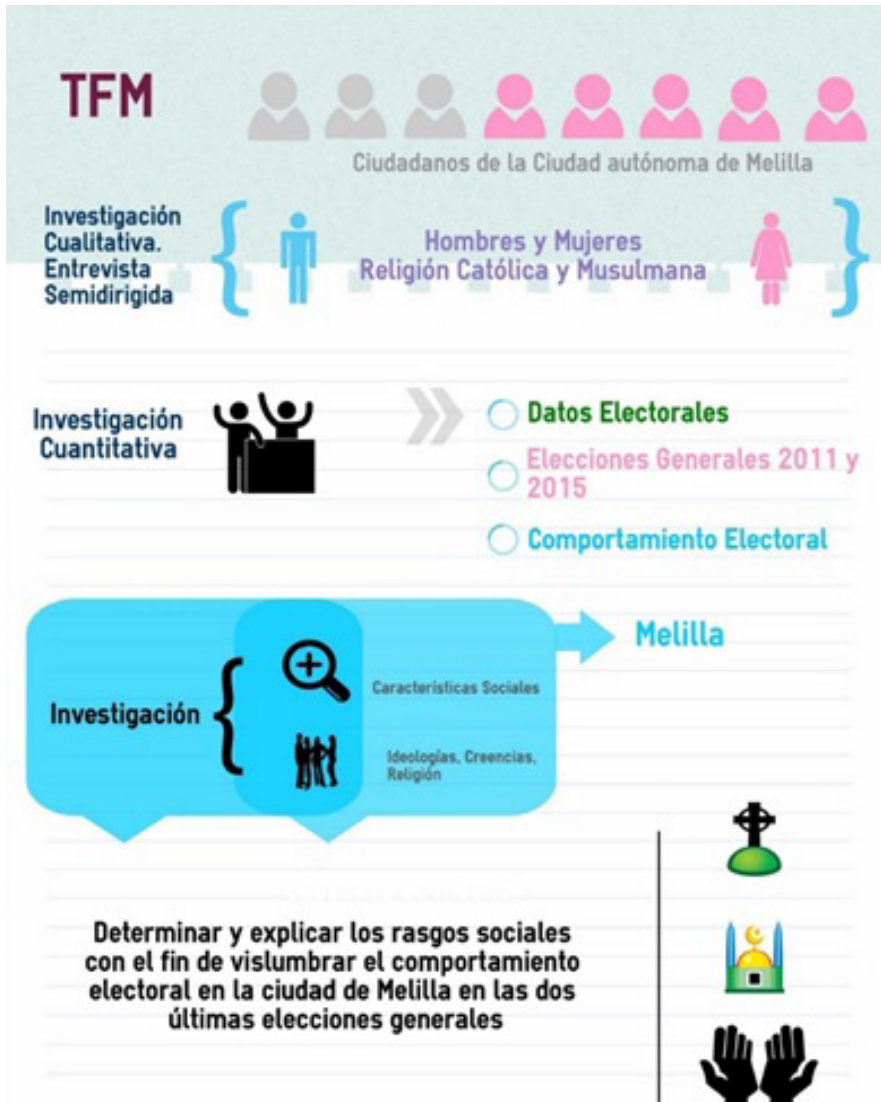 TFM
Ciudadanos de la Ciudad autónoma de Melilla
Investigación
Cualitativa.
Entrevista
Semidirigida
Hombres y Mujeres
Religión Católica y Musulmana
Investigación
Cuantitativa
Datos Electorales
Elecciones Generales 2011 y
2015
Comportamiento Electoral
Melilla
Investigación
Características Sociales
Ideologías, Creencias,
Religión
Determinar y explicar los rasgos sociales
con el fin de vislumbrar el comportamiento
electoral en la ciudad de Melilla en las dos
últimas elecciones generales